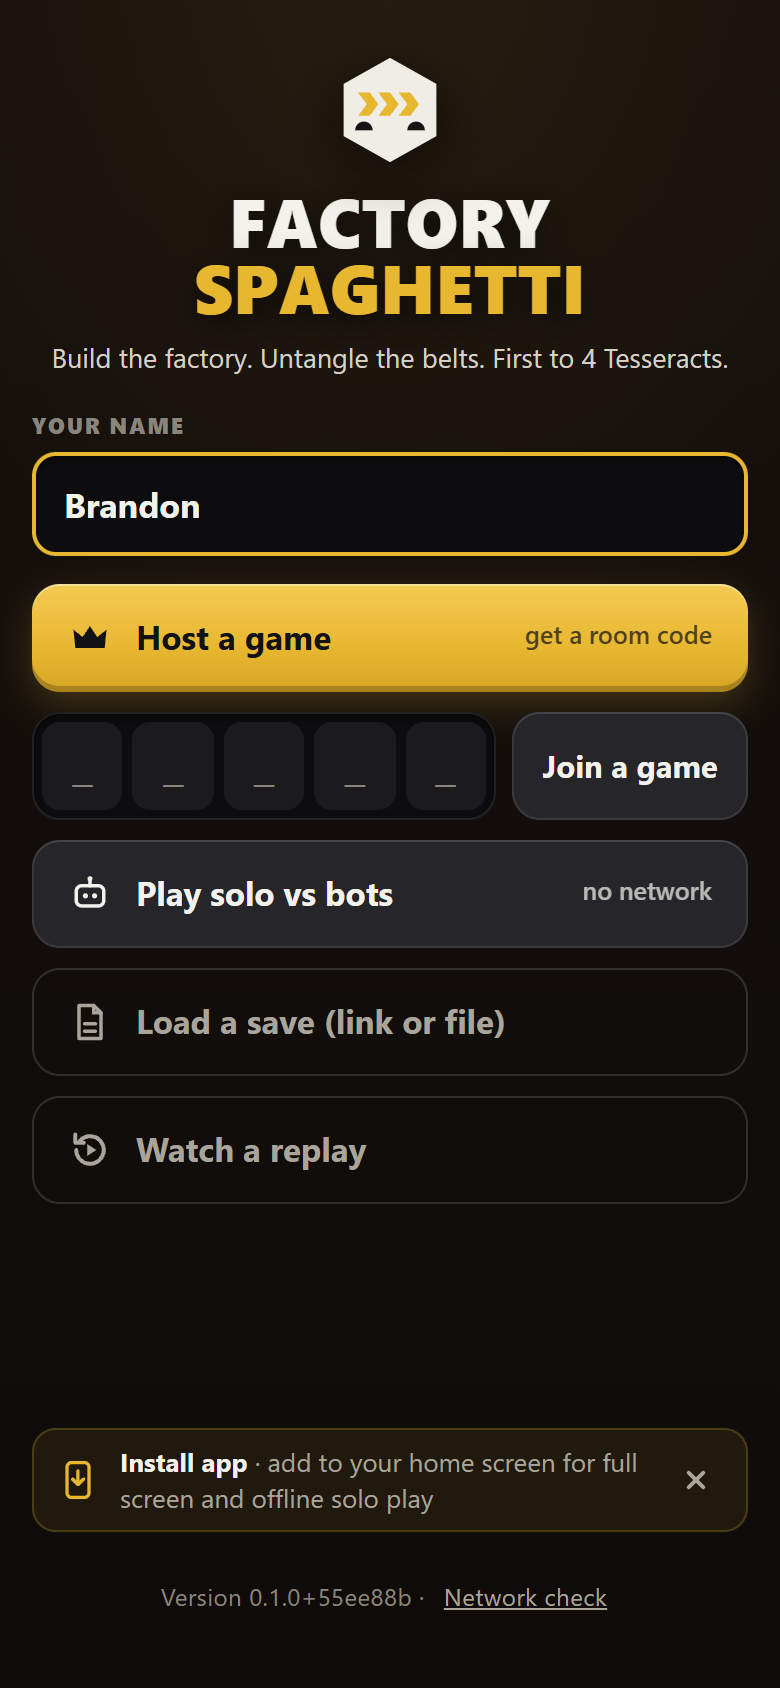 FACTORY
SPAGHETTI
Build the factory. Untangle the belts. First to 4 Tesseracts.
YOUR NAME
Brandon
Host a game get a room code
_ _ _ _ _ Join a game
Play solo vs bots no network
Load a save (link or file)
Watch a replay
Install app · add to your home screen for full
screen and offline solo play
Version 0.1.0+55ee88b · Network check